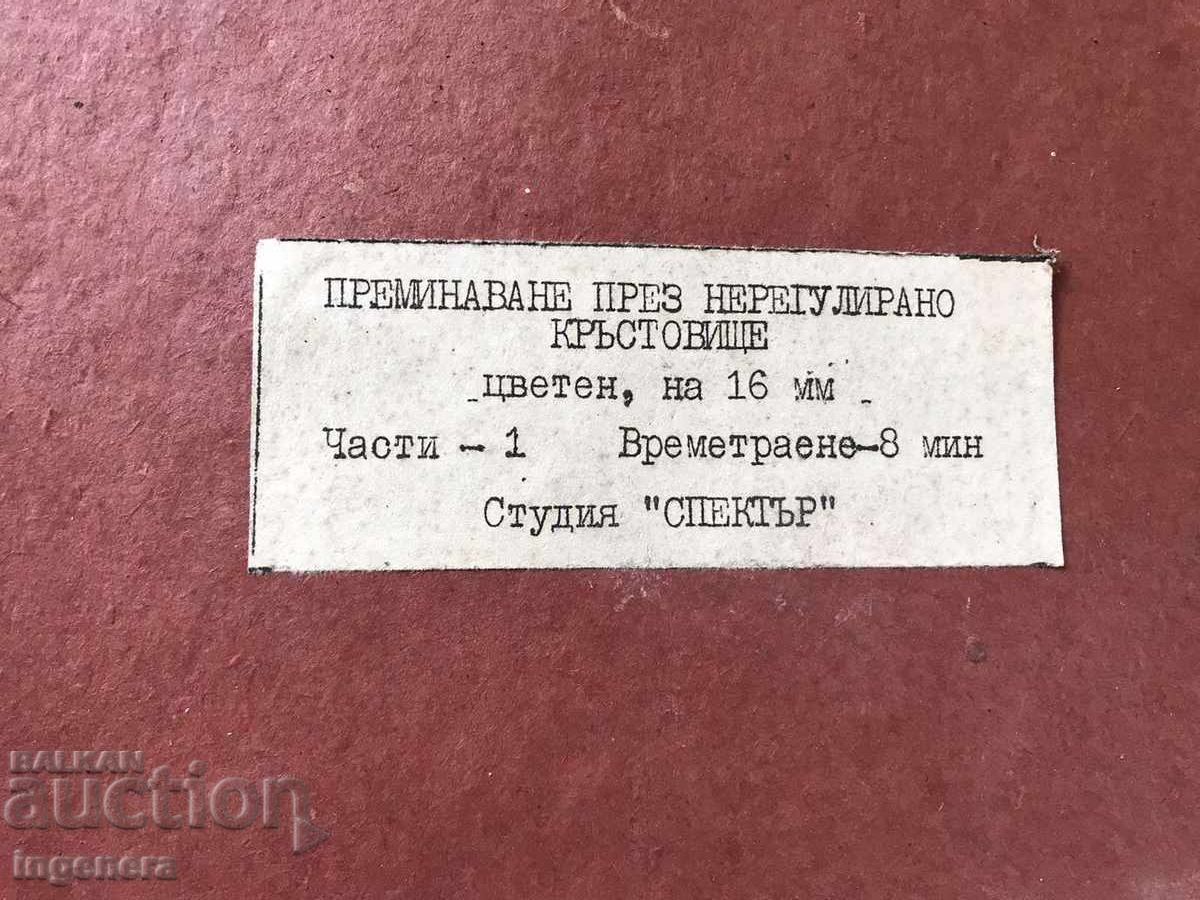 ПРЕМИНАВАНЕ ПРЕЗ НЕРЕГУЛИРАНО
КРЪСТОВИЩЕ
цветен, на 16 мм
Части - 1 Времетраене-8 мин
Студия "СПЕКТЪР"
BALKAN
auction
ingenera